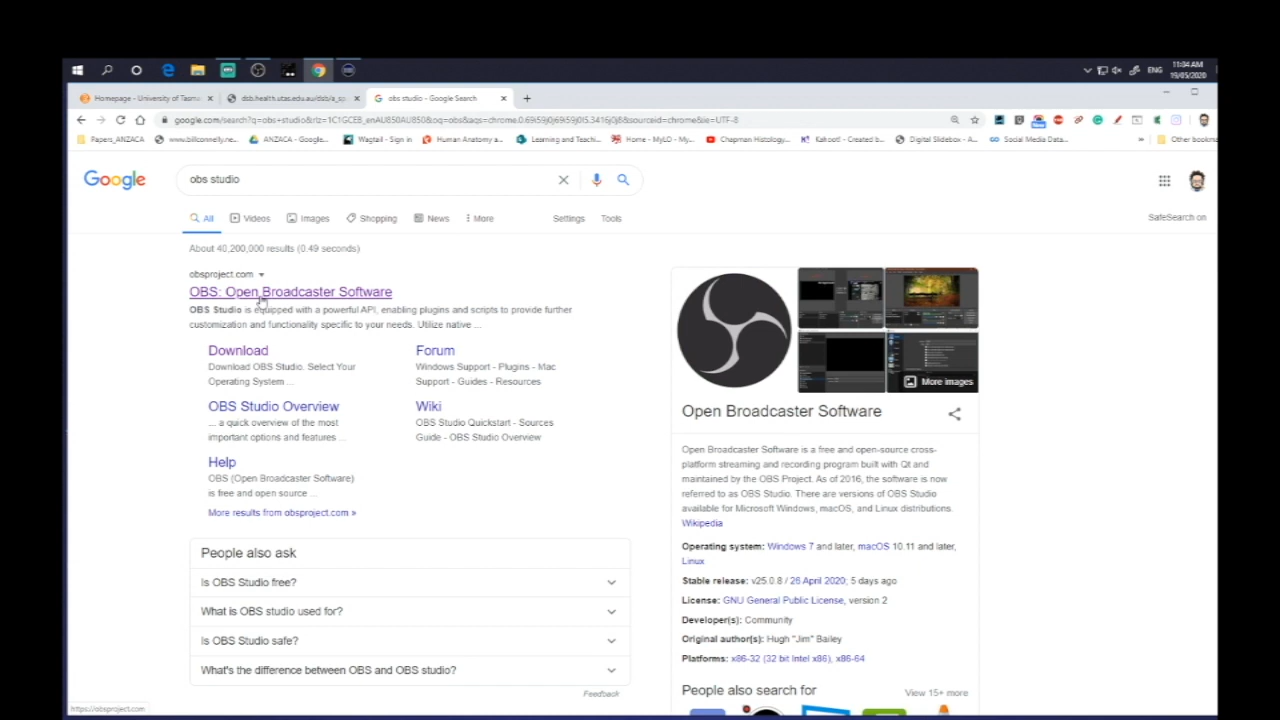 ENG
11:04 AM
19/05/2020
Homepage - University of Tasm
dsb.health.utas.edu.au/dsb/a_sp
obs studio - Google Search
google.com/search?q=obs+studio&rlz=1C1GCEB_enAU850AU850&oq=obs&aqs=chrome.0.69i59j0j69i59j0l5.3416j0j8&sourceid=chrome&ie=UTF-8
Papers_ANZACA
www.billconnelly.ne...
ANZACA - Google...
Wagtail - Sign in
Human Anatomy a...
Learning and Teachi...
Home - MyLO - My...
Chapman Histology...
Kahoot! - Created b...
Digital Slidebox - A...
Social Media Data...
Other bookma
Google
obs studio
All
Videos
Images
Shopping
News
More
Settings
Tools
SafeSearch on
About 40,200,000 results (0.49 seconds)
obsproject.com
OBS: Open Broadcaster Software
OBS Studio is equipped with a powerful API, enabling plugins and scripts to provide further
customization and functionality specific to your needs. Utilize native ...
Download
Download OBS Studio. Select Your
Operating System ...
Forum
Windows Support - Plugins - Mac
Support - Guides - Resources
OBS Studio Overview
... a quick overview of the most
important options and features ...
Wiki
OBS Studio Quickstart - Sources
Guide - OBS Studio Overview
Help
OBS (Open Broadcaster Software)
is free and open source ...
More results from obsproject.com »
People also ask
Is OBS Studio free?
What is OBS studio used for?
Is OBS Studio safe?
What's the difference between OBS and OBS studio?
Feedback
More images
Open Broadcaster Software
Open Broadcaster Software is a free and open-source cross-
platform streaming and recording program built with Qt and
maintained by the OBS Project. As of 2016, the software is now
referred to as OBS Studio. There are versions of OBS Studio
available for Microsoft Windows, macOS, and Linux distributions.
Wikipedia
Operating system: Windows 7 and later, macOS 10.11 and later,
Linux
Stable release: v25.0.8 / 26 April 2020; 5 days ago
License: GNU General Public License, version 2
Developer(s): Community
Original author(s): Hugh "Jim" Bailey
Platforms: x86-32 (32 bit Intel x86), x86-64
People also search for
View 15+ more
https://obsproject.com